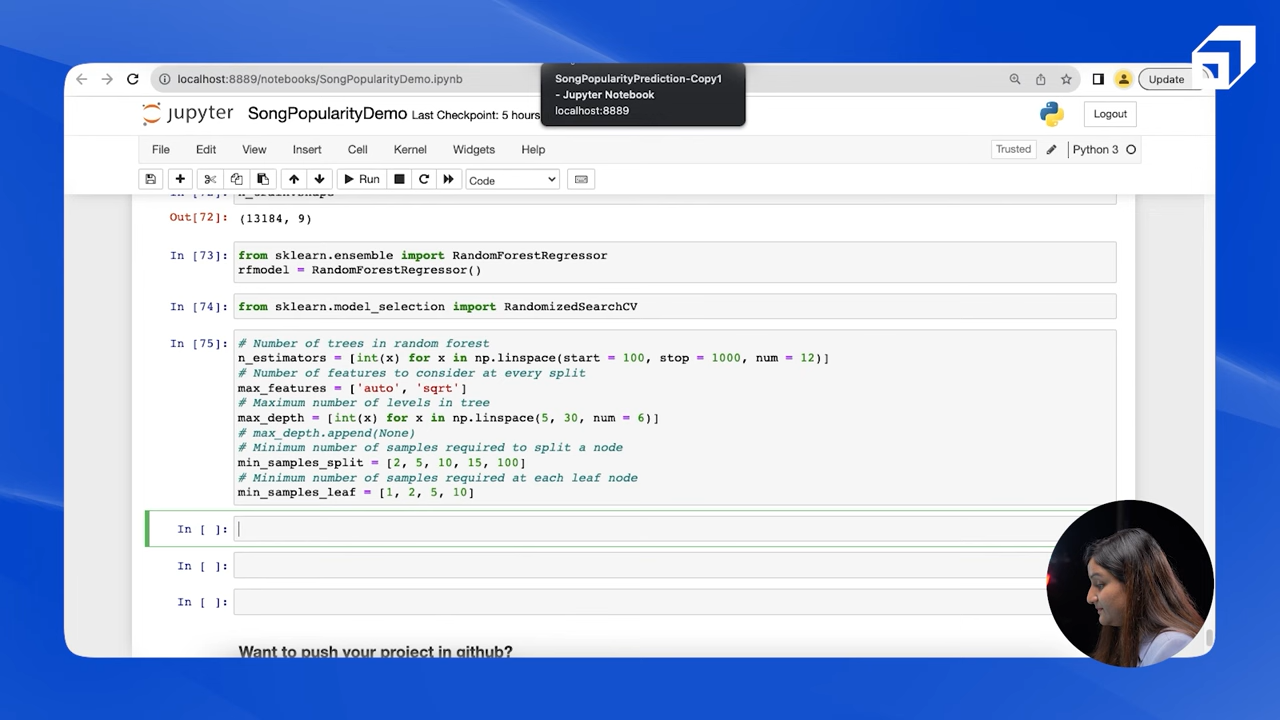 localhost:8889/notebooks/SongPopularityDemo.ipynb
SongPopularityPrediction-Copy1
- Jupyter Notebook
localhost:8889
Update
jupyter SongPopularityDemo Last Checkpoint: 5 hours
Logout
File Edit View Insert Cell Kernel Widgets Help
Trusted Python 3
Run
Code
Out[72]: (13184, 9)
In [73]: from sklearn.ensemble import RandomForestRegressor
rfmodel = RandomForestRegressor()
In [74]: from sklearn.model_selection import RandomizedSearchCV
In [75]: # Number of trees in random forest
n_estimators = [int(x) for x in np.linspace(start = 100, stop = 1000, num = 12)]
# Number of features to consider at every split
max_features = ['auto', 'sqrt']
# Maximum number of levels in tree
max_depth = [int(x) for x in np.linspace(5, 30, num = 6)]
# max_depth.append(None)
# Minimum number of samples required to split a node
min_samples_split = [2, 5, 10, 15, 100]
# Minimum number of samples required at each leaf node
min_samples_leaf = [1, 2, 5, 10]
In [ ]:
In [ ]:
In [ ]:
Want to push your project in github?